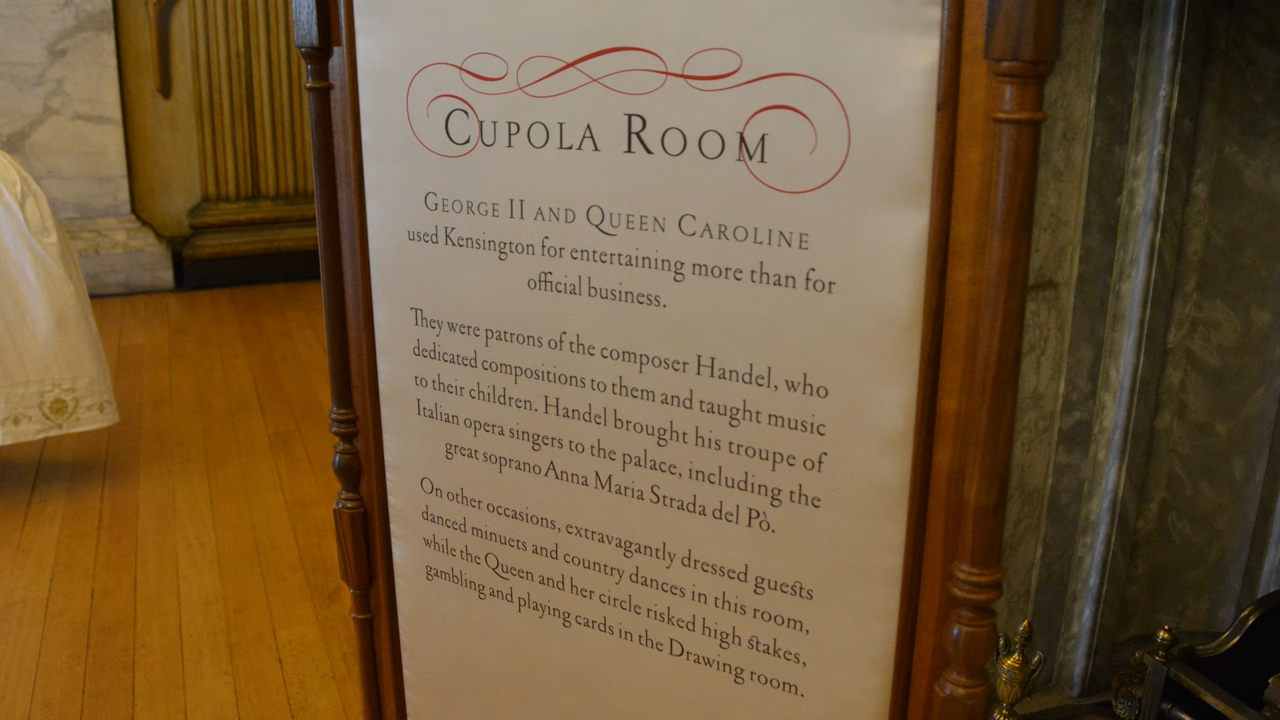 CUPOLA ROOM
GEORGE II AND QUEEN CAROLINE
used Kensington for entertaining more than for
official business.
They were patrons of the composer Handel, who
dedicated compositions to them and taught music
to their children. Handel brought his troupe of
Italian opera singers to the palace, including the
great soprano Anna Maria Strada del Pò.
On other occasions, extravagantly dressed guests
danced minuets and country dances in this room,
while the Queen and her circle risked high stakes,
gambling and playing cards in the Drawing room.